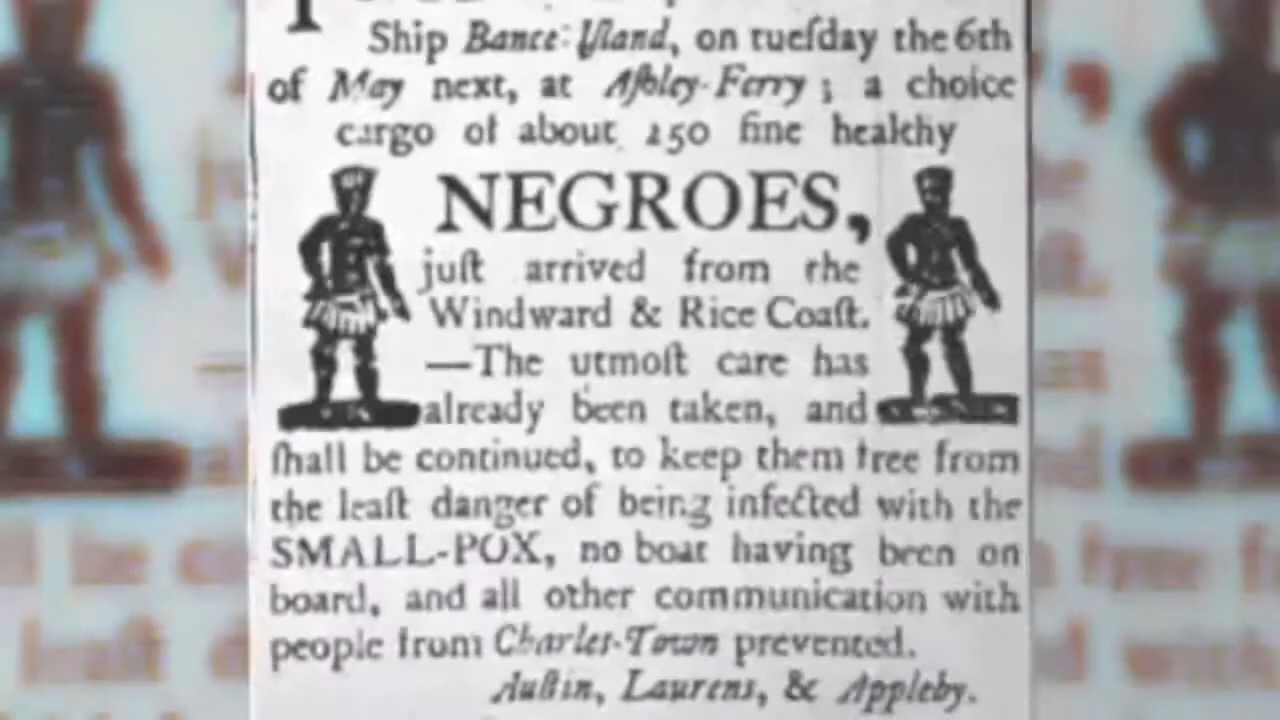 Ship Bance-Yland, on tueſday the 6th
of May next, at Aſhley-Ferry; a choice
cargo of about 250 fine healthy
NEGROES,
juſt arrived from the
Windward & Rice Coaſt.
—The utmoſt care has
already been taken, and
ſhall be continued, to keep them free from
the leaſt danger of being infected with the
SMALL-POX, no boat having been on
board, and all other communication with
people from Charles-Town prevented.
Auſtin, Laurens, & Appleby.